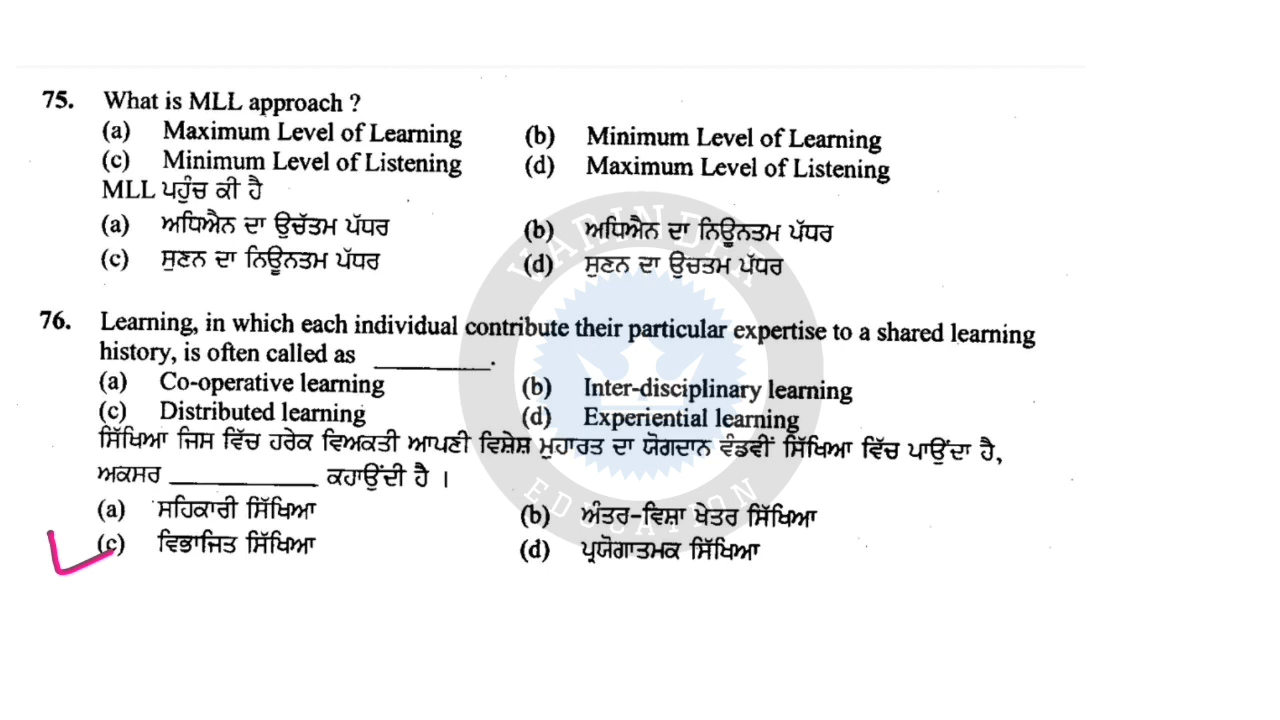 75. What is MLL approach ?
(a) Maximum Level of Learning (b) Minimum Level of Learning
(c) Minimum Level of Listening (d) Maximum Level of Listening
MLL ਪਹੁੰਚ ਕੀ ਹੈ
(a) ਅਧਿਐਨ ਦਾ ਉਚੱਤਮ ਪੱਧਰ (b) ਅਧਿਐਨ ਦਾ ਨਿਊਨਤਮ ਪੱਧਰ
(c) ਸੁਣਨ ਦਾ ਨਿਊਨਤਮ ਪੱਧਰ (d) ਸੁਣਨ ਦਾ ਉਚਤਮ ਪੱਧਰ
76. Learning, in which each individual contribute their particular expertise to a shared learning
history, is often called as ________.
(a) Co-operative learning (b) Inter-disciplinary learning
(c) Distributed learning (d) Experiential learning
ਸਿੱਖਿਆ ਜਿਸ ਵਿੱਚ ਹਰੇਕ ਵਿਅਕਤੀ ਆਪਣੀ ਵਿਸ਼ੇਸ਼ ਮੁਹਾਰਤ ਦਾ ਯੋਗਦਾਨ ਵੰਡਵੀਂ ਸਿੱਖਿਆ ਵਿੱਚ ਪਾਉਂਦਾ ਹੈ,
ਅਕਸਰ ________ ਕਹਾਉਂਦੀ ਹੈ ।
(a) ਸਹਿਕਾਰੀ ਸਿੱਖਿਆ (b) ਅੰਤਰ-ਵਿਸ਼ਾ ਖੇਤਰ ਸਿੱਖਿਆ
(c) ਵਿਭਾਜਿਤ ਸਿੱਖਿਆ (d) ਪ੍ਰਯੋਗਾਤਮਕ ਸਿੱਖਿਆ
VARINDRA
EDUCATION